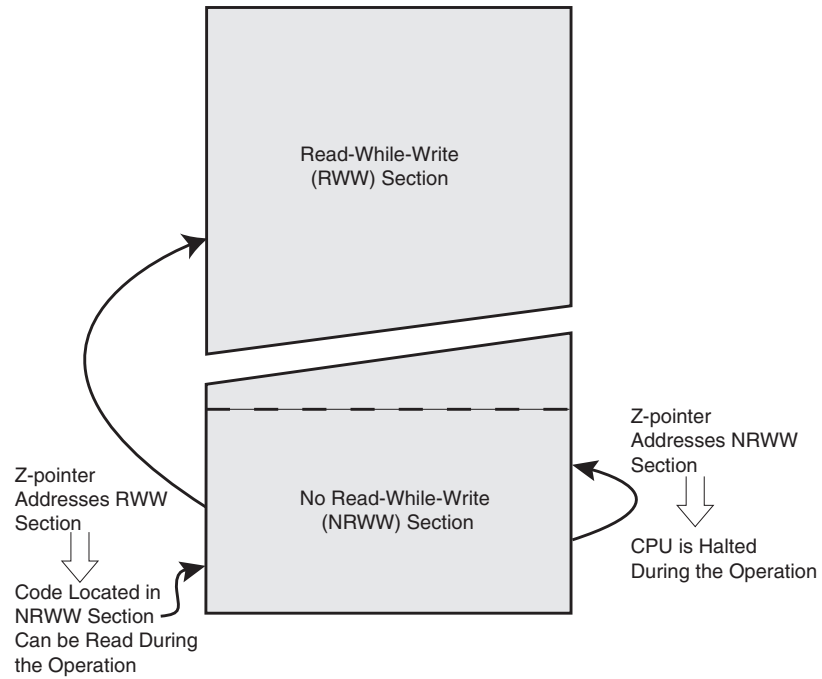 Read-While-Write
(RWW) Section
Z-pointer
Addresses NRWW
Section
Z-pointer
Addresses RWW
Section
No Read-While-Write
(NRWW) Section
CPU is Halted
During the Operation
Code Located in
NRWW Section
Can be Read During
the Operation